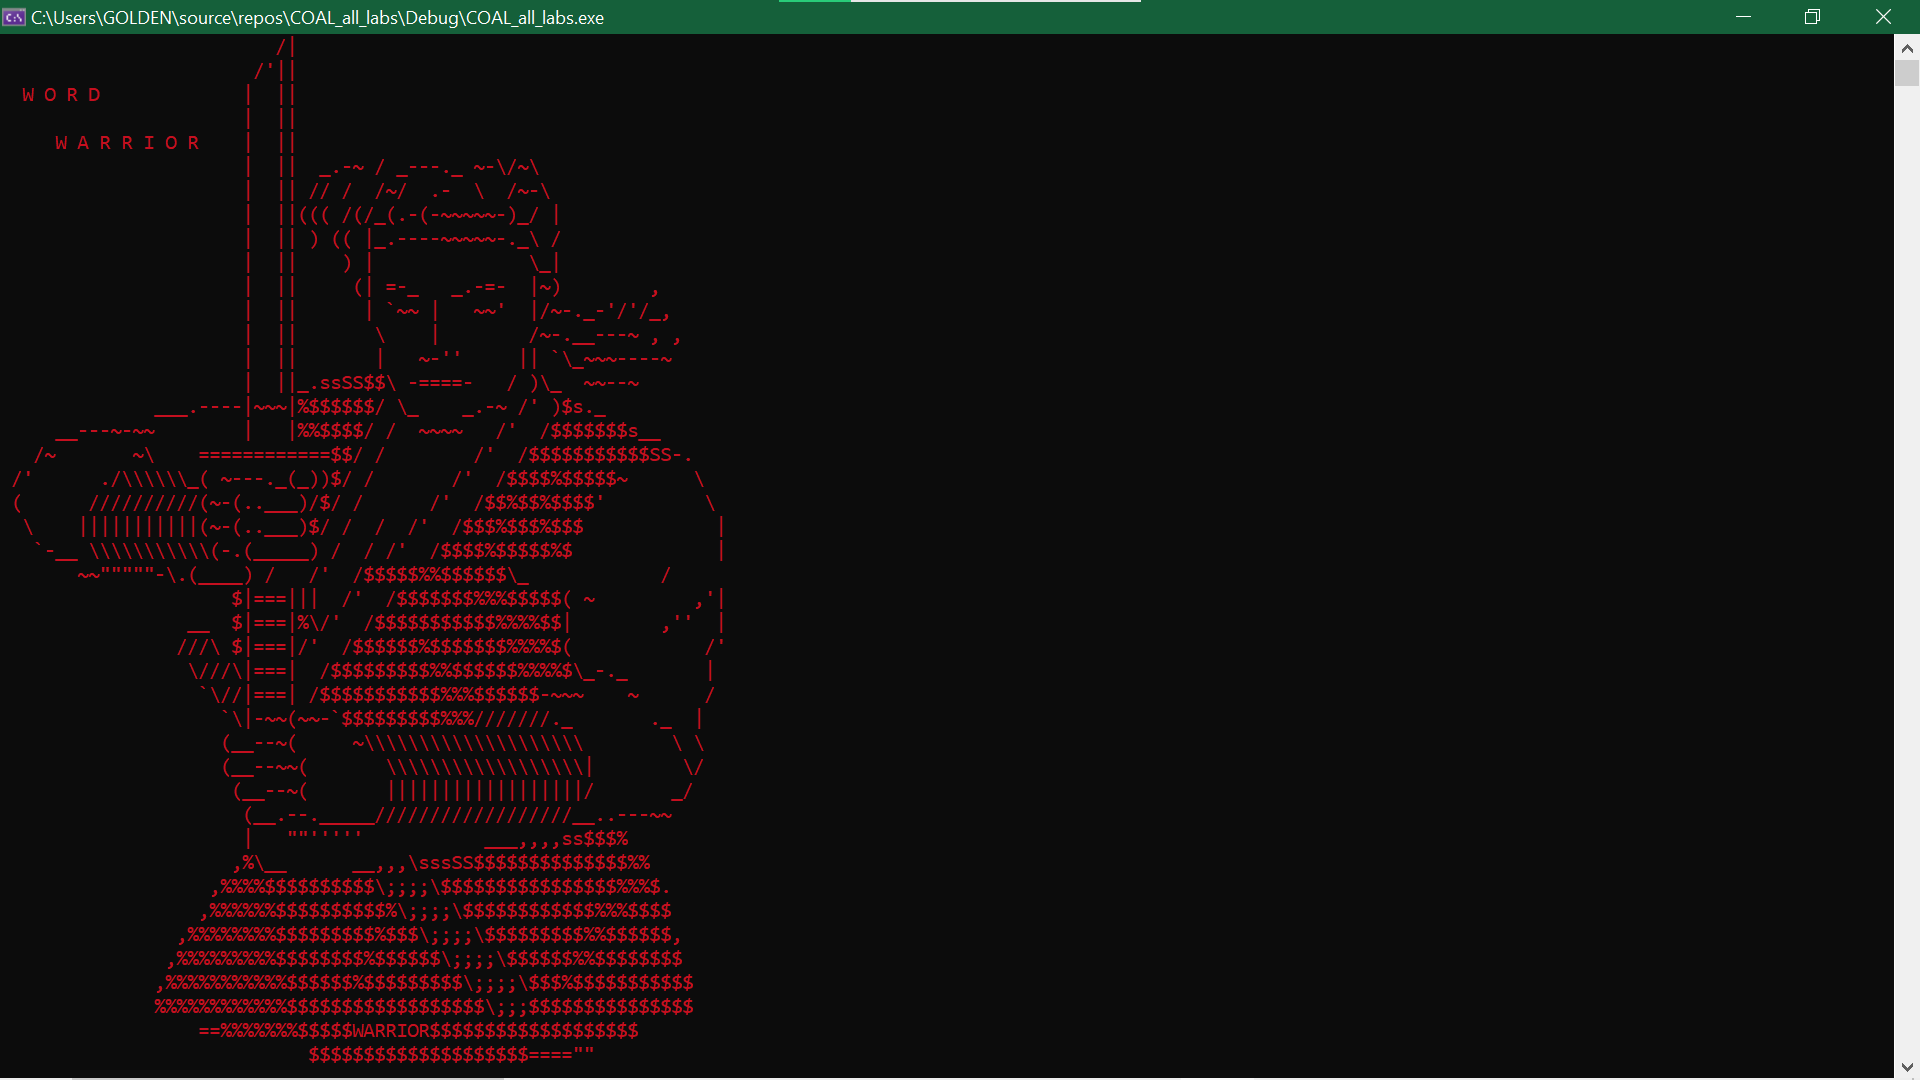 C:\Users\GOLDEN\source\repos\COAL_all_labs\Debug\COAL_all_labs.exe
W O R D
W A R R I O R
WARRIOR